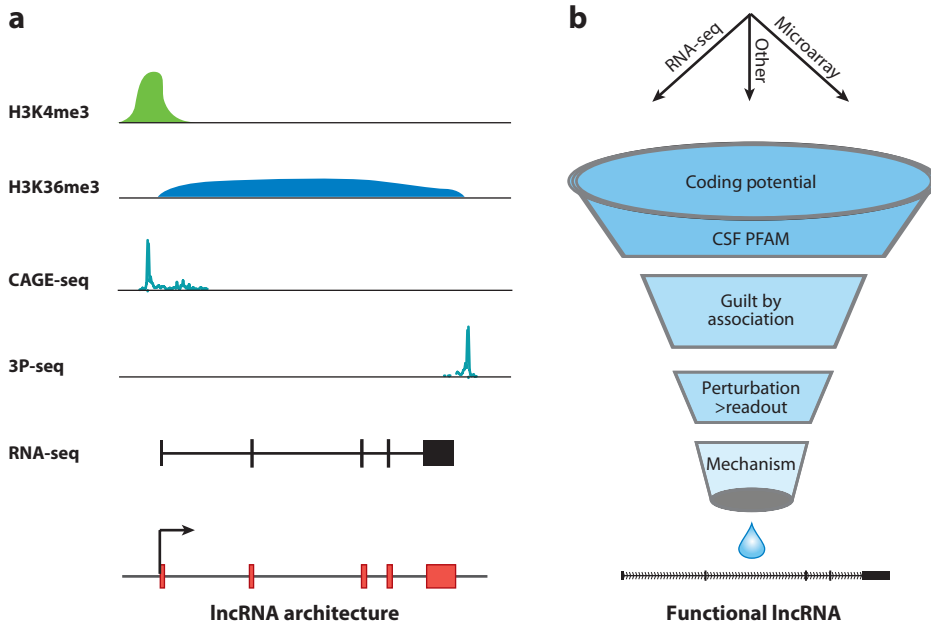 a
H3K4me3
H3K36me3
CAGE-seq
3P-seq
RNA-seq
lncRNA architecture
b
RNA-seq
Other
Microarray
Coding potential
CSF PFAM
Guilt by
association
Perturbation
>readout
Mechanism
Functional lncRNA